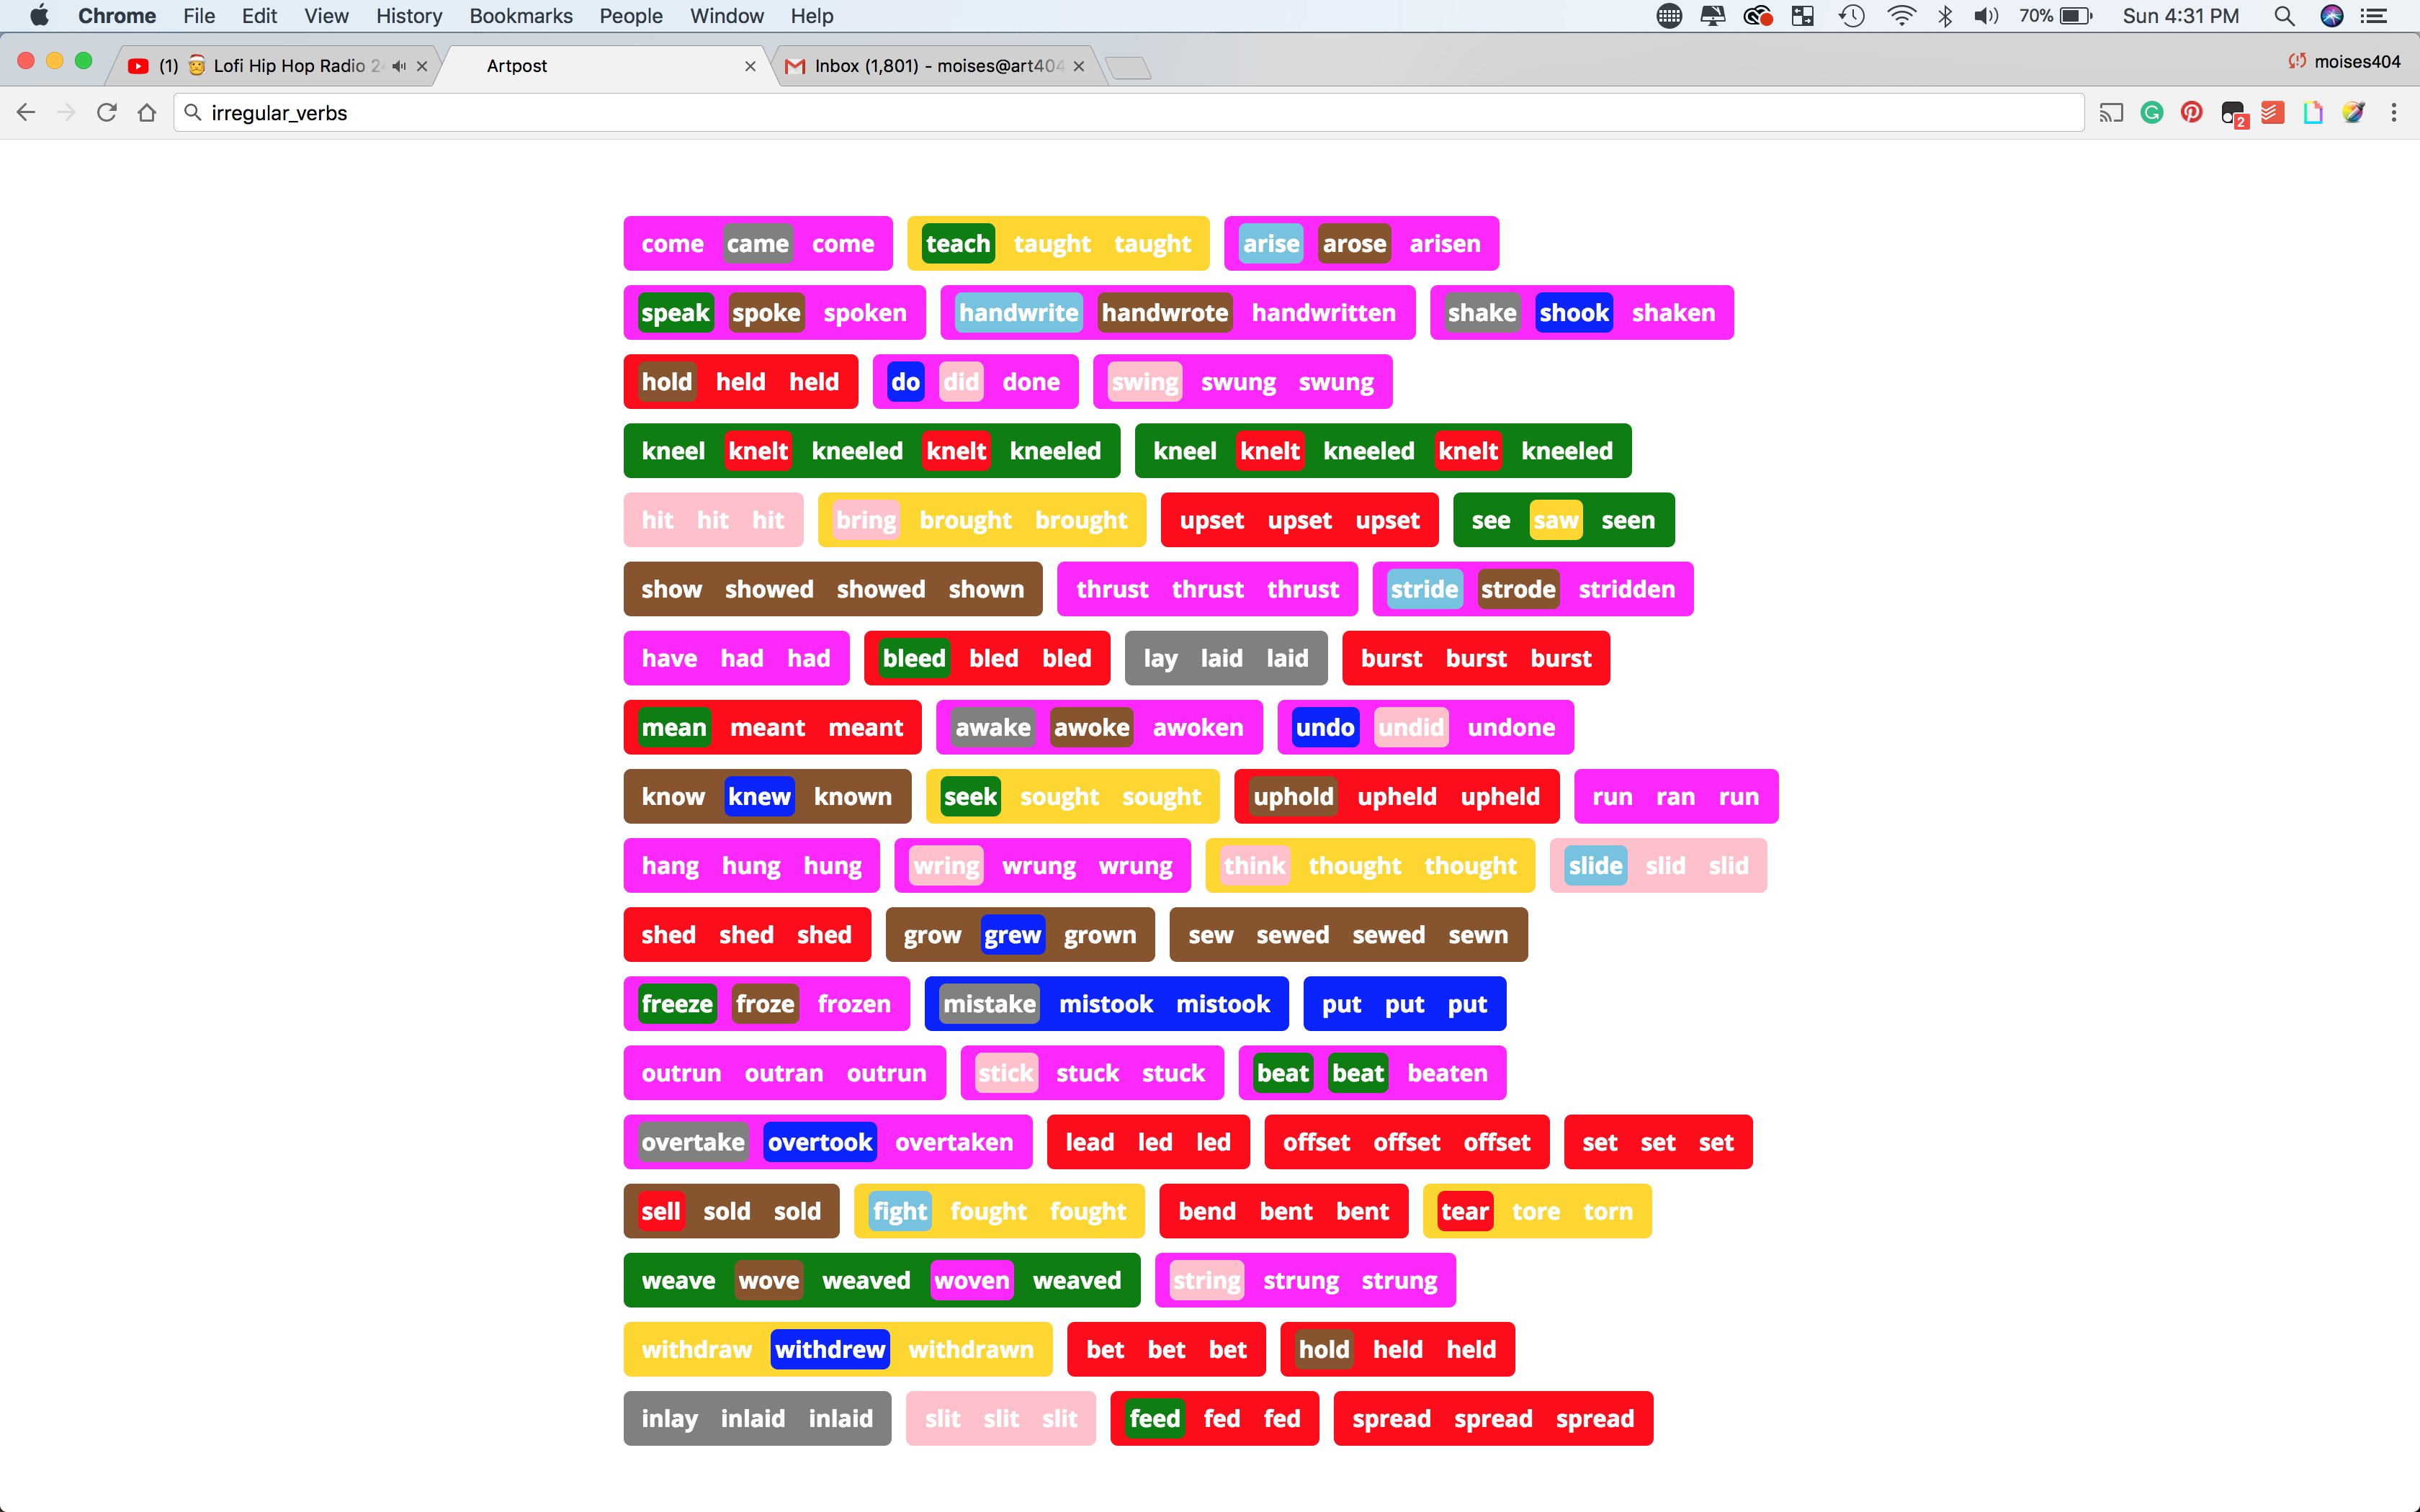 Chrome File Edit View History Bookmarks People Window Help 70% Sun 4:31 PM
(1) Lofi Hip Hop Radio 24 Artpost Inbox (1,801) - moises@art404 moises404
irregular_verbs 2
come came come teach taught taught arise arose arisen
speak spoke spoken handwrite handwrote handwritten shake shook shaken
hold held held do did done swing swung swung
kneel knelt kneeled knelt kneeled kneel knelt kneeled knelt kneeled
hit hit hit bring brought brought upset upset upset see saw seen
show showed showed shown thrust thrust thrust stride strode stridden
have had had bleed bled bled lay laid laid burst burst burst
mean meant meant awake awoke awoken undo undid undone
know knew known seek sought sought uphold upheld upheld run ran run
hang hung hung wring wrung wrung think thought thought slide slid slid
shed shed shed grow grew grown sew sewed sewed sewn
freeze froze frozen mistake mistook mistook put put put
outrun outran outrun stick stuck stuck beat beat beaten
overtake overtook overtaken lead led led offset offset offset set set set
sell sold sold fight fought fought bend bent bent tear tore torn
weave wove weaved woven weaved string strung strung
withdraw withdrew withdrawn bet bet bet hold held held
inlay inlaid inlaid slit slit slit feed fed fed spread spread spread